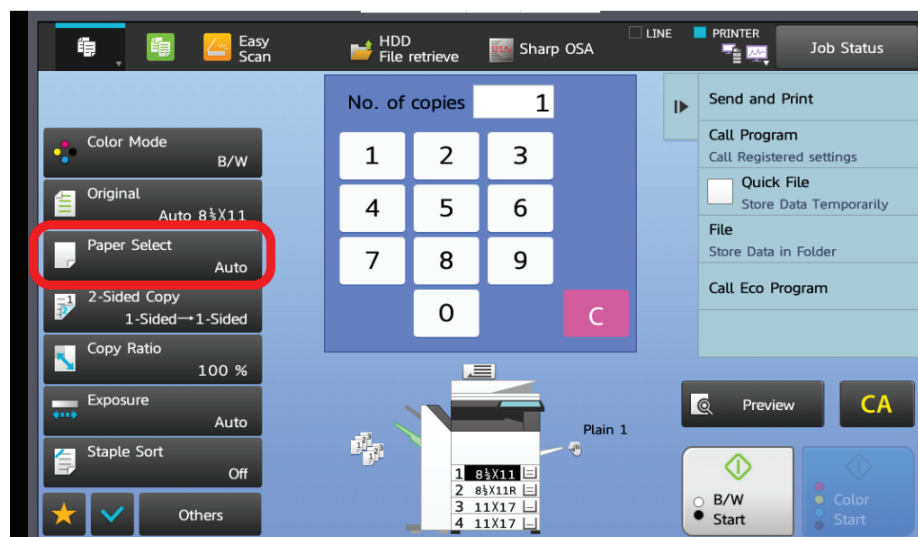 Easy
Scan
HDD
File retrieve
Sharp OSA
LINE
PRINTER
Job Status
No. of copies 1
Color Mode
B/W
Original
Auto 8½X11
Paper Select
Auto
2-Sided Copy
1-Sided→1-Sided
Copy Ratio
100 %
Exposure
Auto
Staple Sort
Off
Others
1 2 3
4 5 6
7 8 9
0 C
Plain 1
1 8½X11
2 8½X11R
3 11X17
4 11X17
Send and Print
Call Program
Call Registered settings
Quick File
Store Data Temporarily
File
Store Data in Folder
Call Eco Program
Preview
CA
B/W
Start
Color
Start